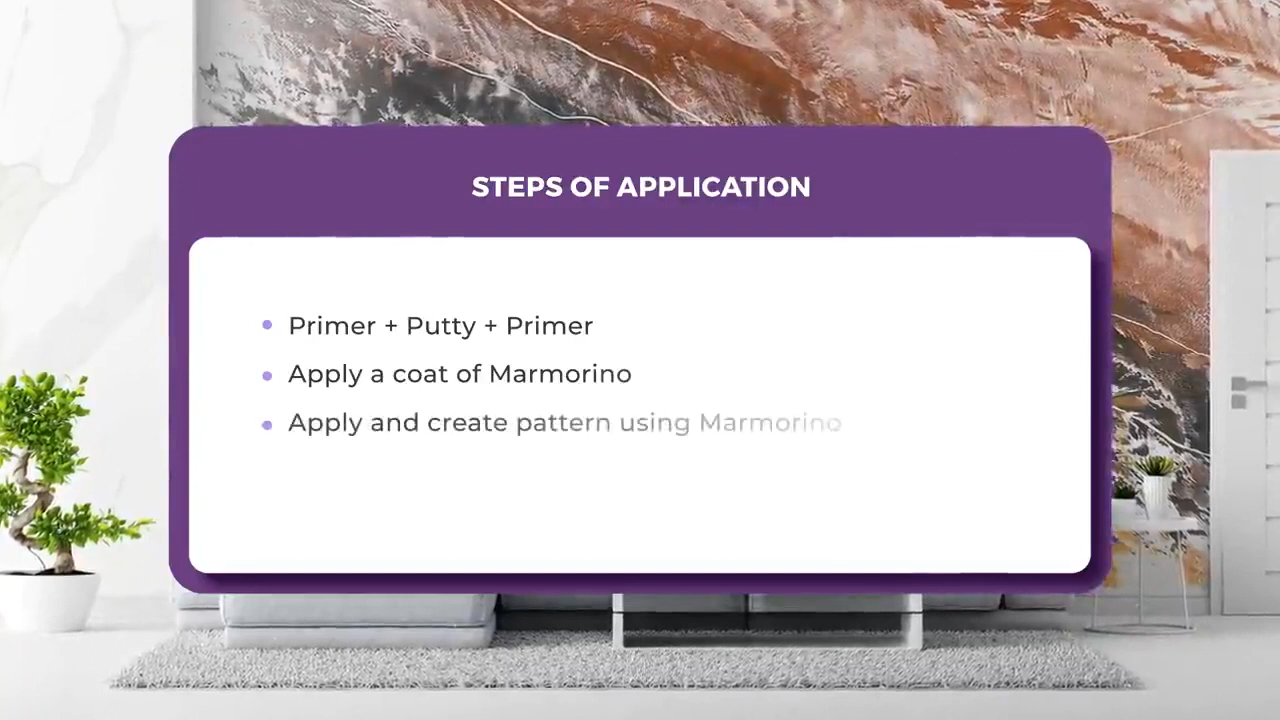 STEPS OF APPLICATION
Primer + Putty + Primer
Apply a coat of Marmorino
Apply and create pattern using Marmorino